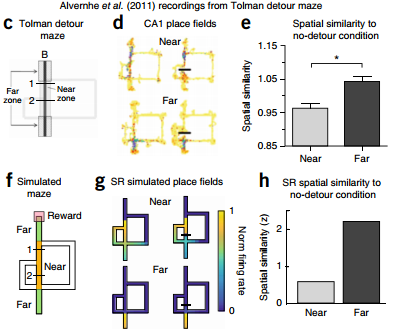 Alvernhe et al. (2011) recordings from Tolman detour maze
c Tolman detour
maze
B
1
2
Far
zone
Near
zone
d CA1 place fields
Near
Far
e Spatial similarity to
no-detour condition
Spatial similarity
1.15
1.05
0.95
0.85
*
Near Far
f Simulated
maze
Reward
Far
1
Near
2
Far
g SR simulated place fields
Near
Far
1
0
Norm firing rate
h SR spatial similarity to
no-detour condition
Spatial similarity (z)
2
1
0
Near Far